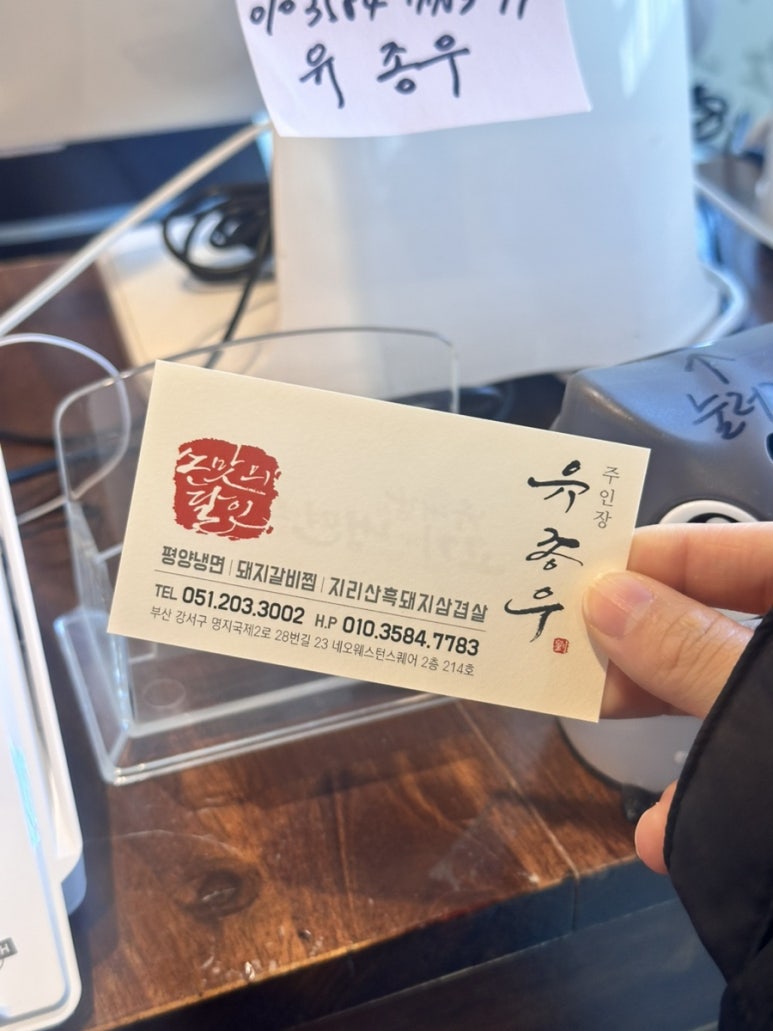 유 종우
↑
눌러
손맛의
달인
주인장
유종우
평양냉면 | 돼지갈비찜 | 지리산흑돼지삼겹살
TEL 051.203.3002 H.P 010.3584.7783
부산 강서구 명지국제2로 28번길 23 네오웨스턴스퀘어 2층 214호